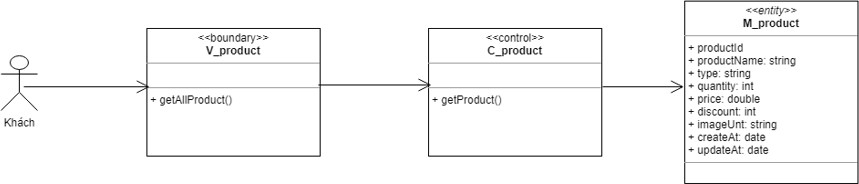 Khách
<<boundary>>
V_product
+ getAllProduct()
<<control>>
C_product
+ getProduct()
<<entity>>
M_product
+ productId
+ productName: string
+ type: string
+ quantity: int
+ price: double
+ discount: int
+ imageUnt: string
+ createAt: date
+ updateAt: date